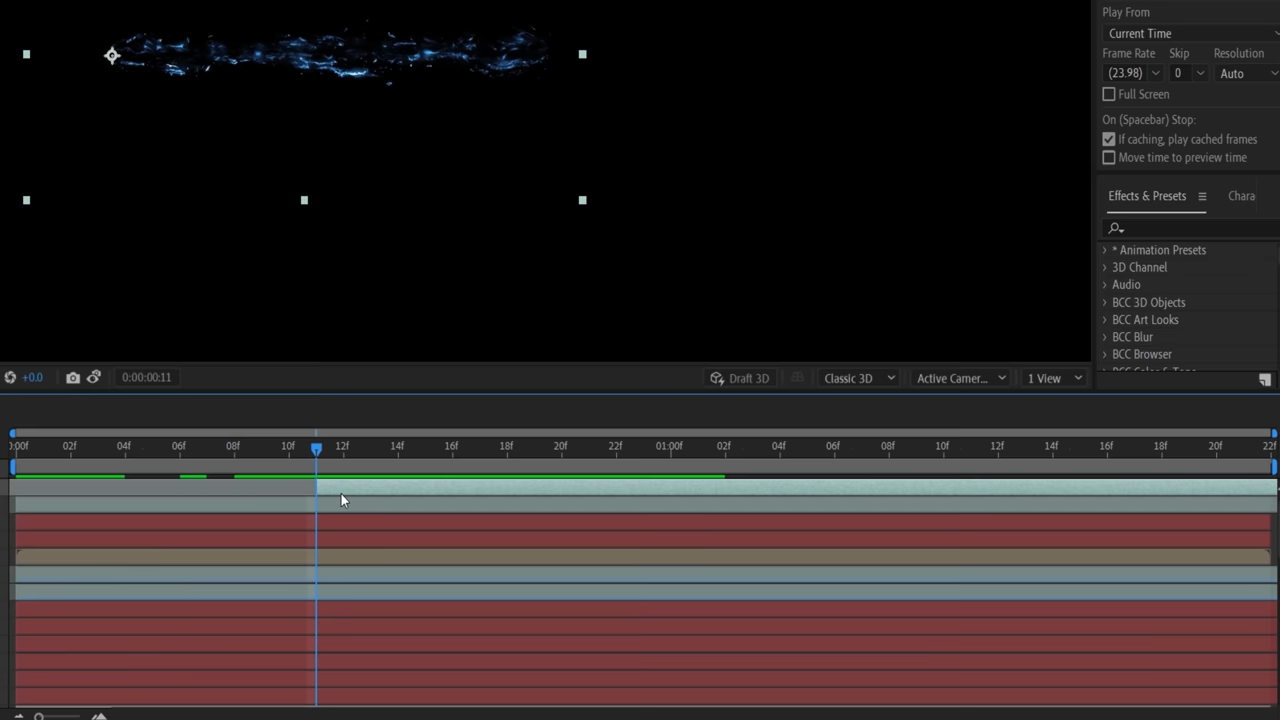 Play From
Current Time
Frame Rate Skip Resolution
(23.98) 0 Auto
Full Screen
On (Spacebar) Stop:
If caching, play cached frames
Move time to preview time
Effects & Presets Chara
* Animation Presets
3D Channel
Audio
BCC 3D Objects
BCC Art Looks
BCC Blur
BCC Browser
+0.0 0:00:00:11 Draft 3D Classic 3D Active Camer... 1 View
:00f 02f 04f 06f 08f 10f 12f 14f 16f 18f 20f 22f 01:00f 02f 04f 06f 08f 10f 12f 14f 16f 18f 20f 22f